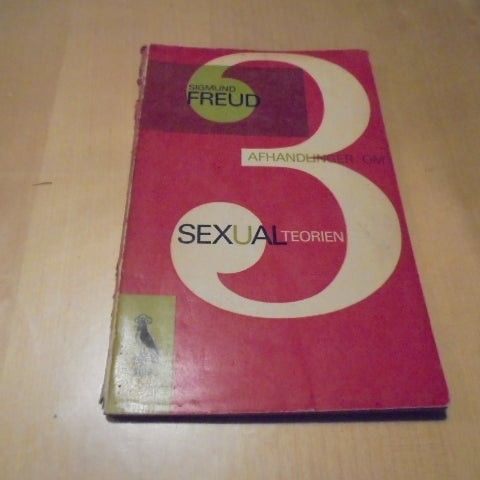 SIGMUND
FREUD
3
AFHANDLINGER OM
SEXUALTEORIEN